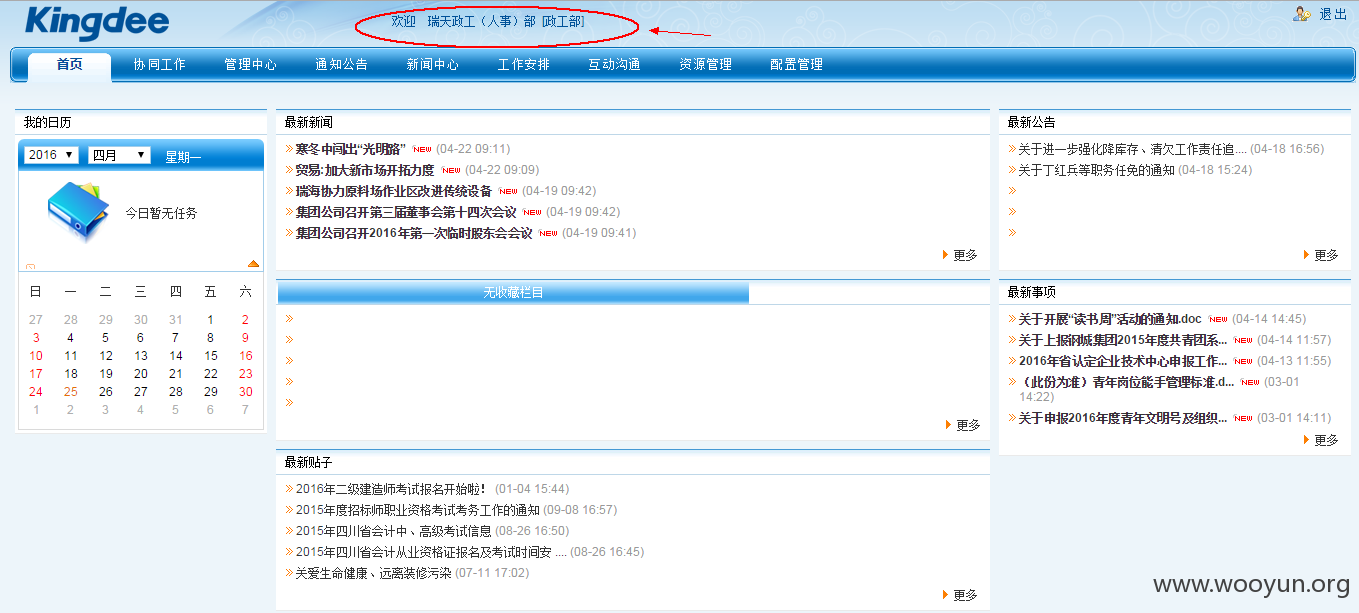 Kingdee
欢迎 瑞天政工（人事）部 [政工部]
退出
首页 协同工作 管理中心 通知公告 新闻中心 工作安排 互动沟通 资源管理 配置管理
我的日历
2016 四月 星期一
今日暂无任务
日 一 二 三 四 五 六
27 28 29 30 31 1 2
3 4 5 6 7 8 9
10 11 12 13 14 15 16
17 18 19 20 21 22 23
24 25 26 27 28 29 30
1 2 3 4 5 6 7
最新新闻
寒冬中闯出“光明路” NEW (04-22 09:11)
贸易:加大新市场开拓力度 NEW (04-22 09:09)
瑞海协力原料场作业区改进传统设备 NEW (04-19 09:42)
集团公司召开第三届董事会第十四次会议 NEW (04-19 09:42)
集团公司召开2016年第一次临时股东会会议 NEW (04-19 09:41)
更多
无收藏栏目
更多
最新贴子
2016年二级建造师考试报名开始啦! (01-04 15:44)
2015年度招标师职业资格考试考务工作的通知 (09-08 16:57)
2015年四川省会计中、高级考试信息 (08-26 16:50)
2015年四川省会计从业资格证报名及考试时间安 .... (08-26 16:45)
关爱生命健康、远离装修污染 (07-11 17:02)
更多
最新公告
关于进一步强化降库存、清欠工作责任追.... (04-18 16:56)
关于丁红兵等职务任免的通知 (04-18 15:24)
更多
最新事项
关于开展“读书周”活动的通知.doc NEW (04-14 14:45)
关于上报钢城集团2015年度共青团系... NEW (04-14 11:57)
2016年省认定企业技术中心申报工作... NEW (04-13 11:55)
（此份为准）青年岗位能手管理标准.d... NEW (03-01
14:22)
关于申报2016年度青年文明号及组织... NEW (03-01 14:11)
更多
www.wooyun.org